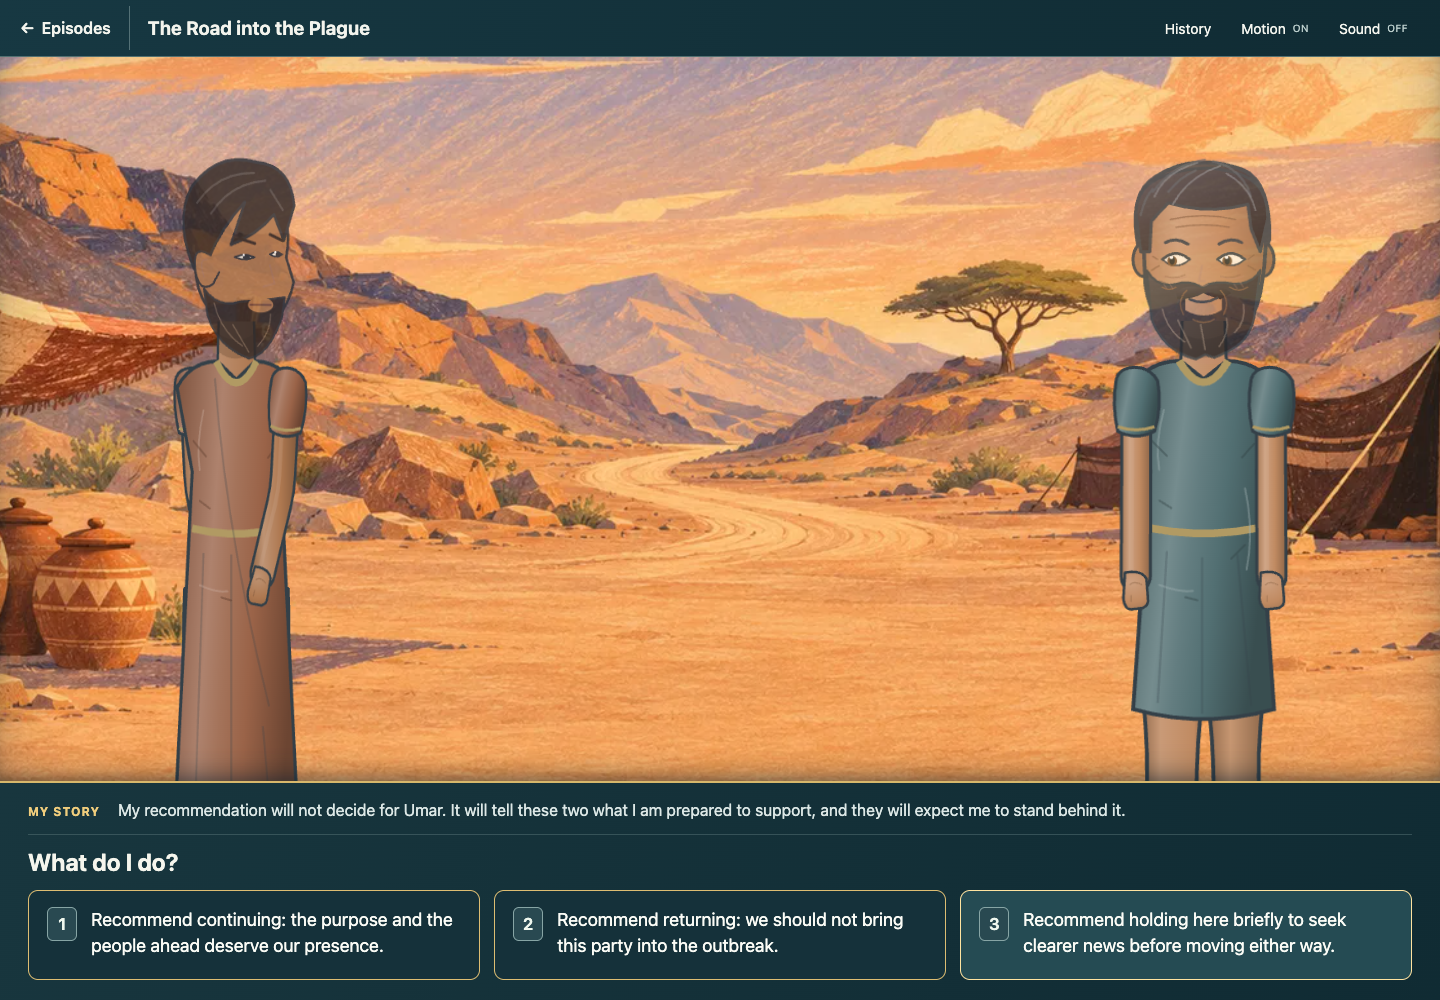 ← Episodes
The Road into the Plague
History
Motion ON
Sound OFF
MY STORY My recommendation will not decide for Umar. It will tell these two what I am prepared to support, and they will expect me to stand behind it.
What do I do?
1 Recommend continuing: the purpose and the
people ahead deserve our presence.
2 Recommend returning: we should not bring
this party into the outbreak.
3 Recommend holding here briefly to seek
clearer news before moving either way.